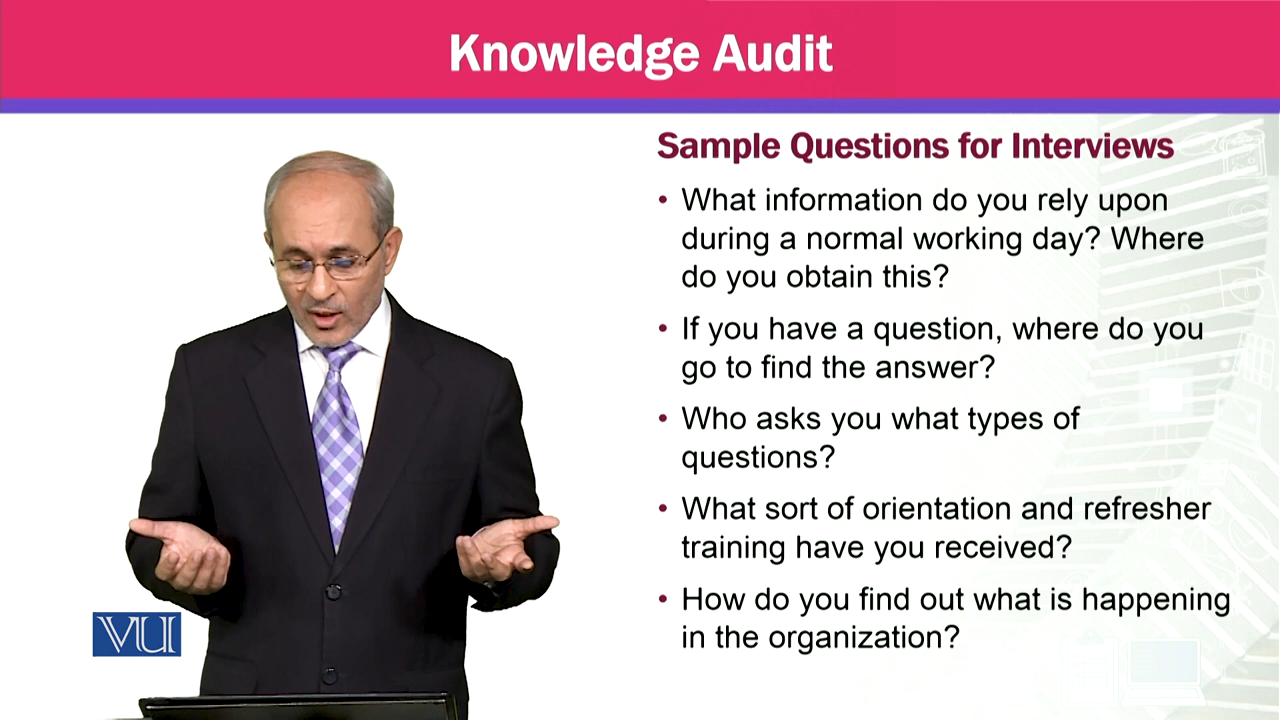 Knowledge Audit
Sample Questions for Interviews
• What information do you rely upon
during a normal working day? Where
do you obtain this?
• If you have a question, where do you
go to find the answer?
• Who asks you what types of
questions?
• What sort of orientation and refresher
training have you received?
• How do you find out what is happening
in the organization?
VU